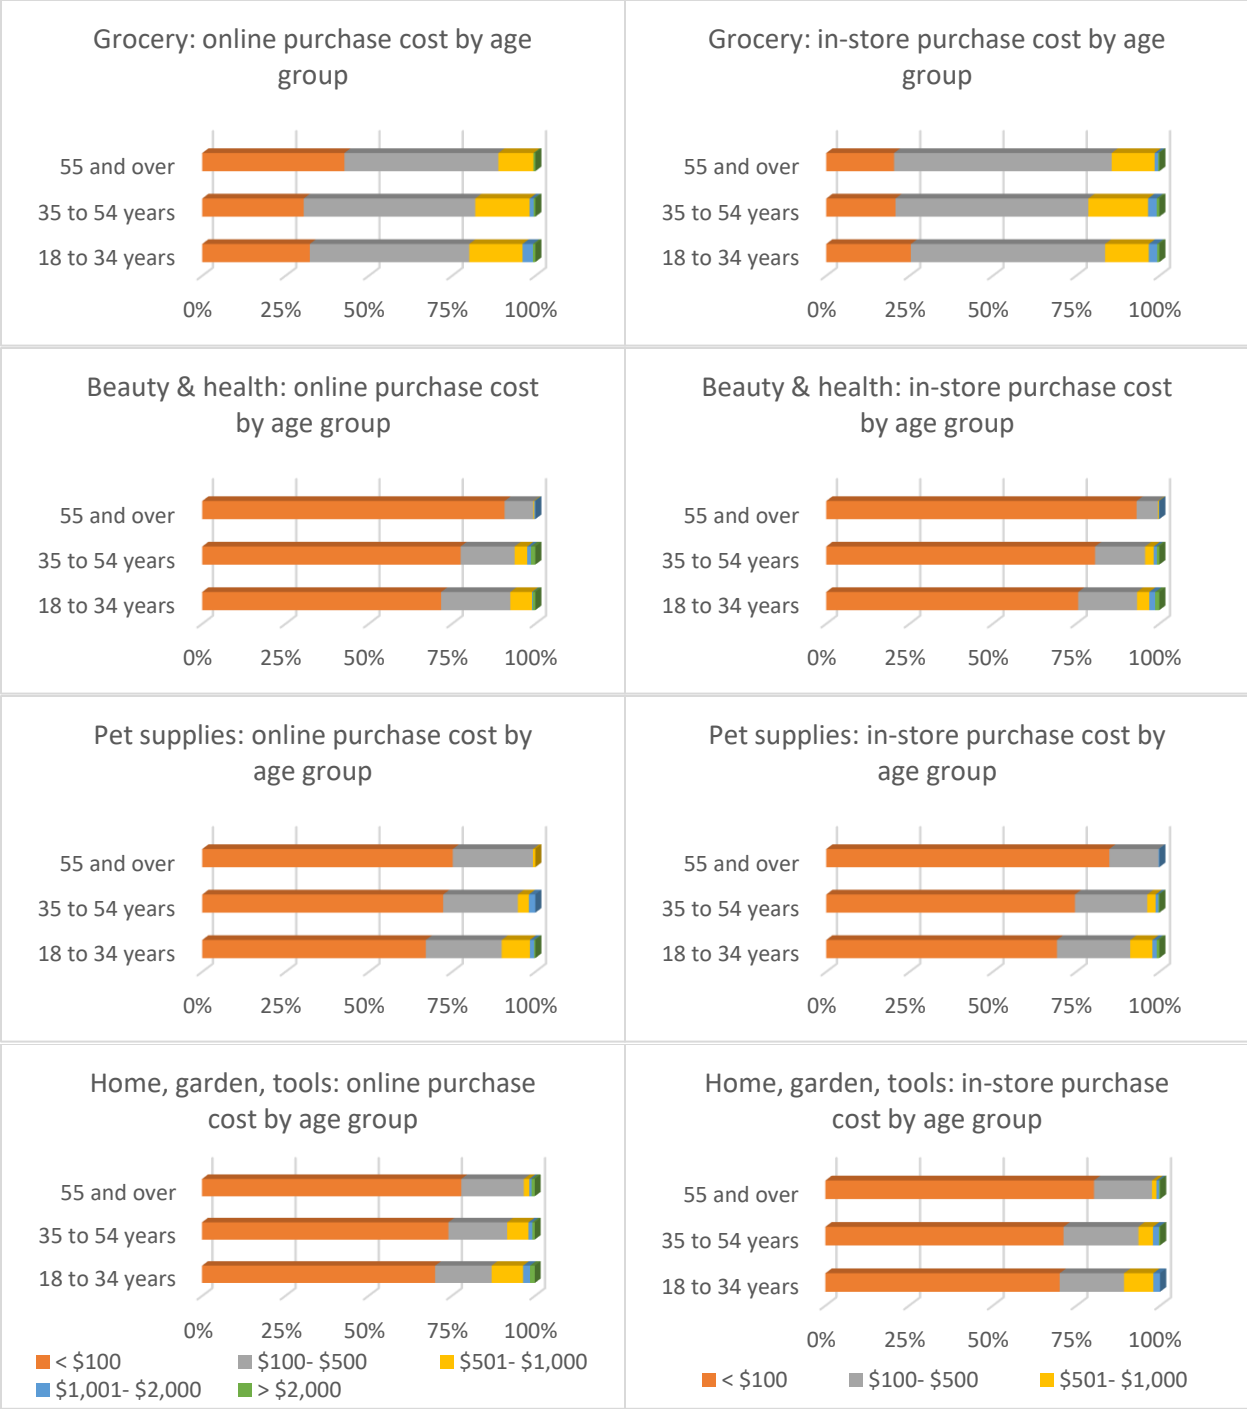 Grocery: online purchase cost by age
group
55 and over
35 to 54 years
18 to 34 years
0% 25% 50% 75% 100%
Grocery: in-store purchase cost by age
group
55 and over
35 to 54 years
18 to 34 years
0% 25% 50% 75% 100%
Beauty & health: online purchase cost
by age group
55 and over
35 to 54 years
18 to 34 years
0% 25% 50% 75% 100%
Beauty & health: in-store purchase cost
by age group
55 and over
35 to 54 years
18 to 34 years
0% 25% 50% 75% 100%
Pet supplies: online purchase cost by
age group
55 and over
35 to 54 years
18 to 34 years
0% 25% 50% 75% 100%
Pet supplies: in-store purchase cost by
age group
55 and over
35 to 54 years
18 to 34 years
0% 25% 50% 75% 100%
Home, garden, tools: online purchase
cost by age group
55 and over
35 to 54 years
18 to 34 years
0% 25% 50% 75% 100%
< $100 $100- $500 $501- $1,000
$1,001- $2,000 > $2,000
Home, garden, tools: in-store purchase
cost by age group
55 and over
35 to 54 years
18 to 34 years
0% 25% 50% 75% 100%
< $100 $100- $500 $501- $1,000